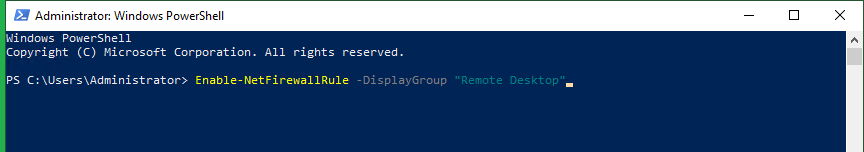 Administrator: Windows PowerShell
Windows PowerShell
Copyright (C) Microsoft Corporation. All rights reserved.
PS C:\Users\Administrator> Enable-NetFirewallRule -DisplayGroup "Remote Desktop"